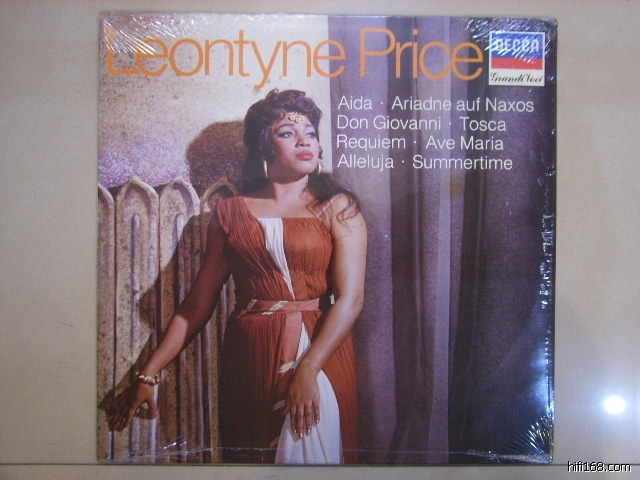 Leontyne Price
DECCA
Grandi Voci
Aida · Ariadne auf Naxos
Don Giovanni · Tosca
Requiem · Ave Maria
Alleluja · Summertime
hifi168.com